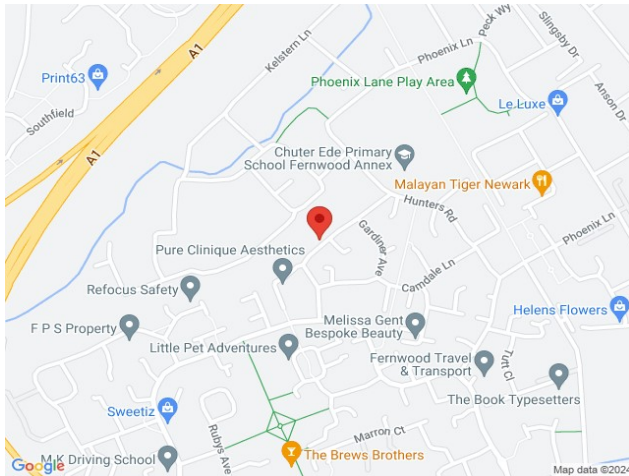 Kelstern Ln
Peck Wy
Slingsby Dr
A1
Phoenix Ln
Print63
Anson Dr
Phoenix Lane Play Area
Le Luxe
Southfield
A1
Chuter Ede Primary
School Fernwood Annex
Malayan Tiger Newark
Hunters Rd
Gardiner Ave
Phoenix Ln
Pure Clinique Aesthetics
Camdale Ln
Refocus Safety
Helens Flowers
Melissa Gent
Bespoke Beauty
F P S Property
Little Pet Adventures
Fernwood Travel
& Transport
Tutt Cl
The Book Typesetters
Sweetiz
Rubys Ave
Marron Ct
The Brews Brothers
M K Driving School
Google
Map data ©2024